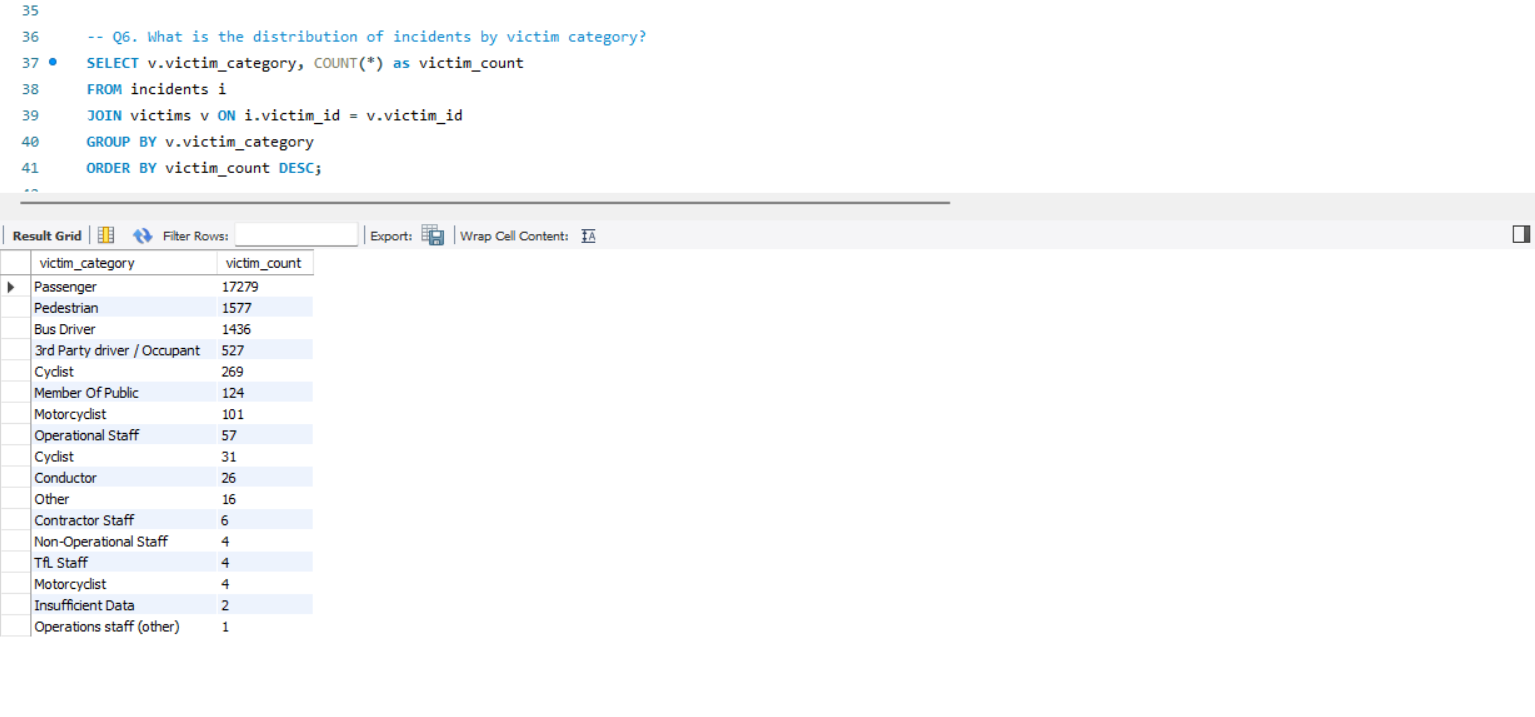 35
36 -- Q6. What is the distribution of incidents by victim category?
37 SELECT v.victim_category, COUNT(*) as victim_count
38 FROM incidents i
39 JOIN victims v ON i.victim_id = v.victim_id
40 GROUP BY v.victim_category
41 ORDER BY victim_count DESC;
Result Grid Filter Rows: Export: Wrap Cell Content: IA
victim_category victim_count
Passenger 17279
Pedestrian 1577
Bus Driver 1436
3rd Party driver / Occupant 527
Cyclist 269
Member Of Public 124
Motorcyclist 101
Operational Staff 57
Cyclist 31
Conductor 26
Other 16
Contractor Staff 6
Non-Operational Staff 4
TfL Staff 4
Motorcyclist 4
Insufficient Data 2
Operations staff (other) 1